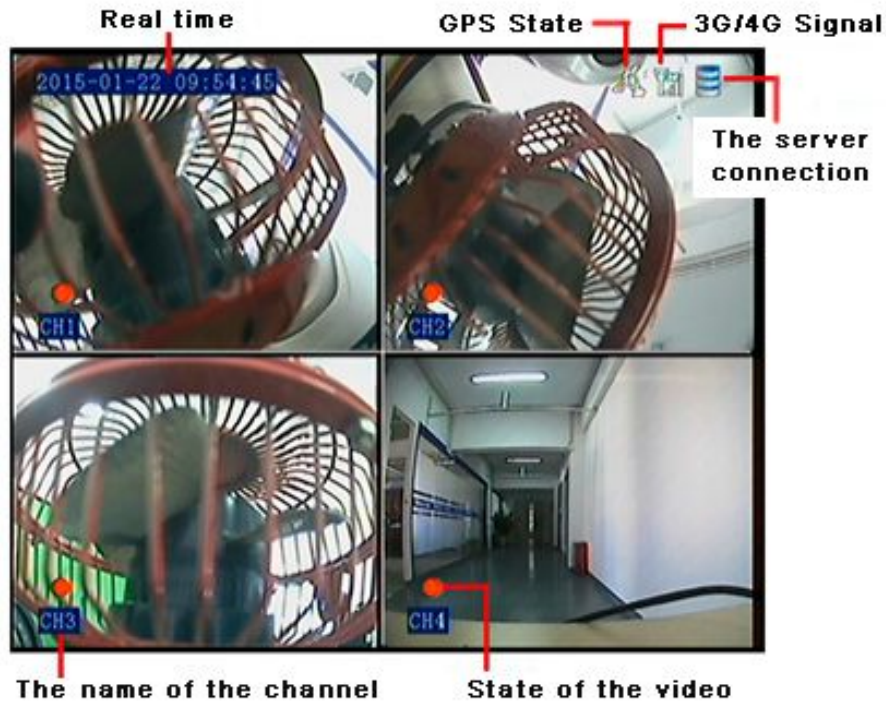 Real time
GPS State
3G/4G Signal
2015-01-22 09:54:45
The server
connection
CH1
CH2
CH3
CH4
The name of the channel
State of the video